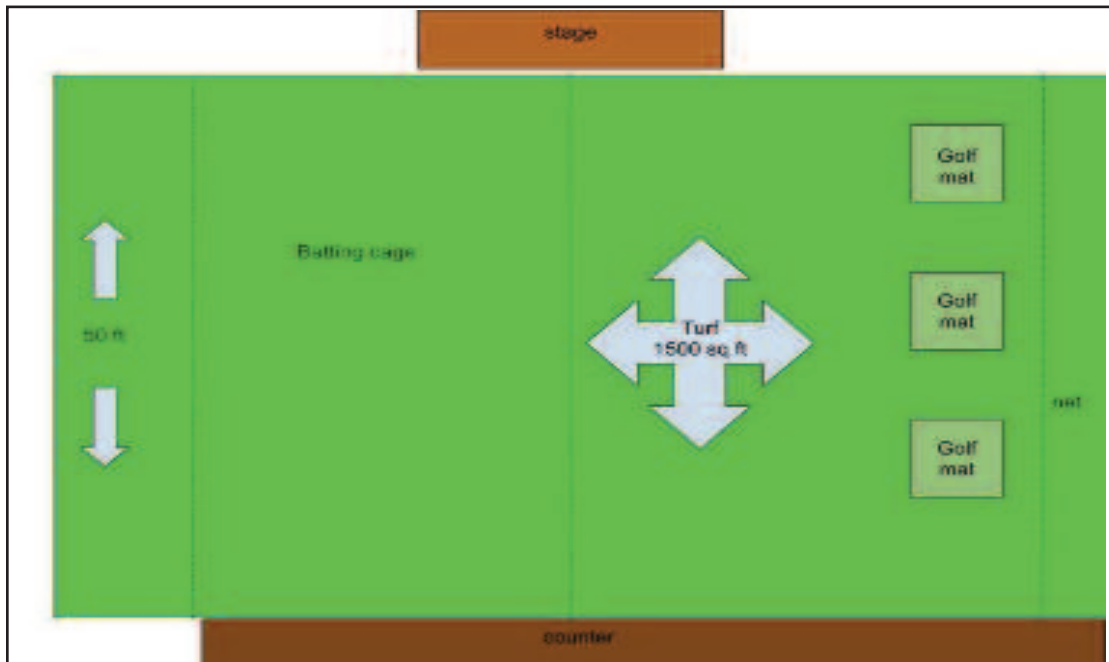 stage
Golf
mat
Batting cage
50 ft
Turf
1500 sq ft
Golf
mat
net
Golf
mat
counter